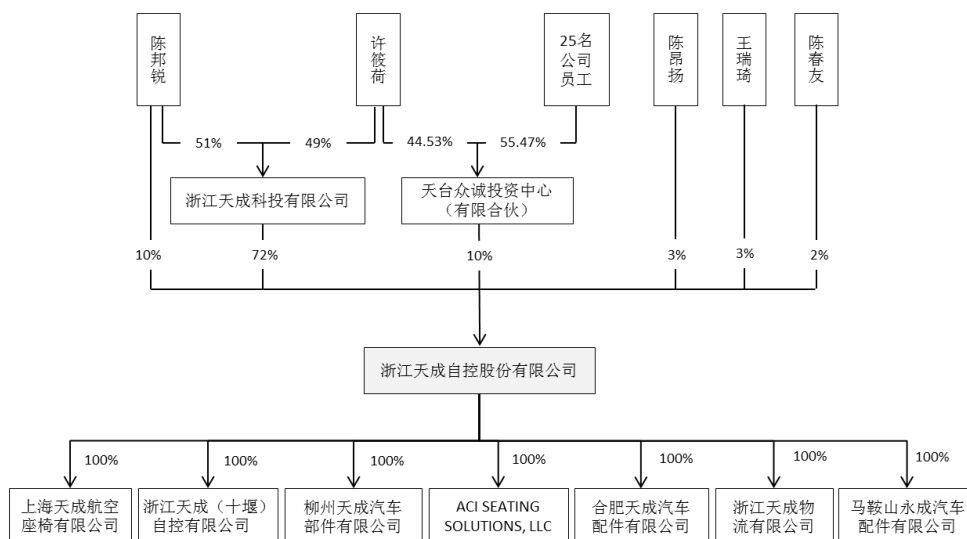 陈邦锐
许筱荷
25名
公司
员工
陈昂扬
王瑞琦
陈春友
51%
49%
44.53%
55.47%
浙江天成科投有限公司
天台众诚投资中心
（有限合伙）
10%
72%
10%
3%
3%
2%
浙江天成自控股份有限公司
100%
100%
100%
100%
100%
100%
100%
上海天成航空
座椅有限公司
浙江天成（十堰）
自控有限公司
柳州天成汽车
部件有限公司
ACI SEATING
SOLUTIONS, LLC
合肥天成汽车
配件有限公司
浙江天成物
流有限公司
马鞍山永成汽车
配件有限公司